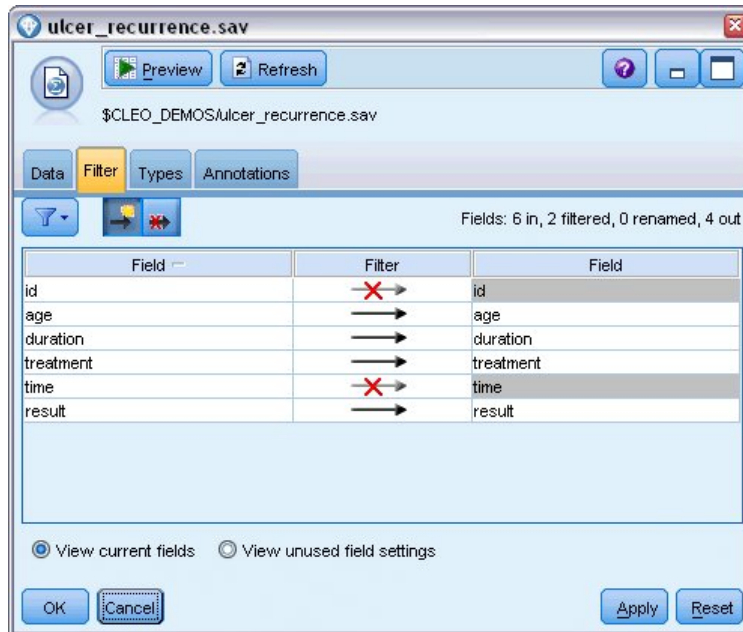 ulcer_recurrence.sav
Preview Refresh
$CLEO_DEMOS/ulcer_recurrence.sav
Data Filter Types Annotations
Fields: 6 in, 2 filtered, 0 renamed, 4 out
Field Filter Field
id id
age age
duration duration
treatment treatment
time time
result result
View current fields View unused field settings
OK Cancel Apply Reset